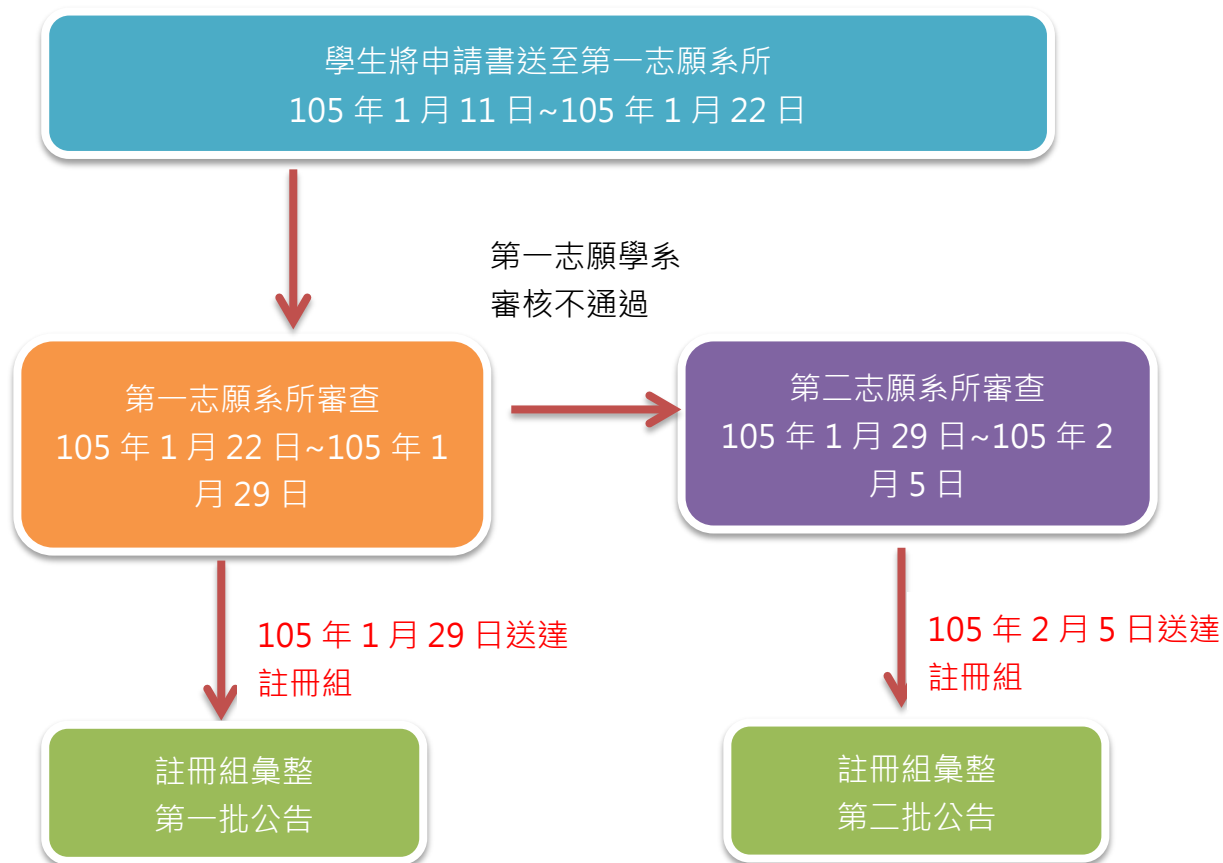 學生將申請書送至第一志願系所
105 年 1 月 11 日~105 年 1 月 22 日
第一志願學系
審核不通過
第一志願系所審查
105 年 1 月 22 日~105 年 1
月 29 日
第二志願系所審查
105 年 1 月 29 日~105 年 2
月 5 日
105 年 1 月 29 日送達
註冊組
105 年 2 月 5 日送達
註冊組
註冊組彙整
第一批公告
註冊組彙整
第二批公告